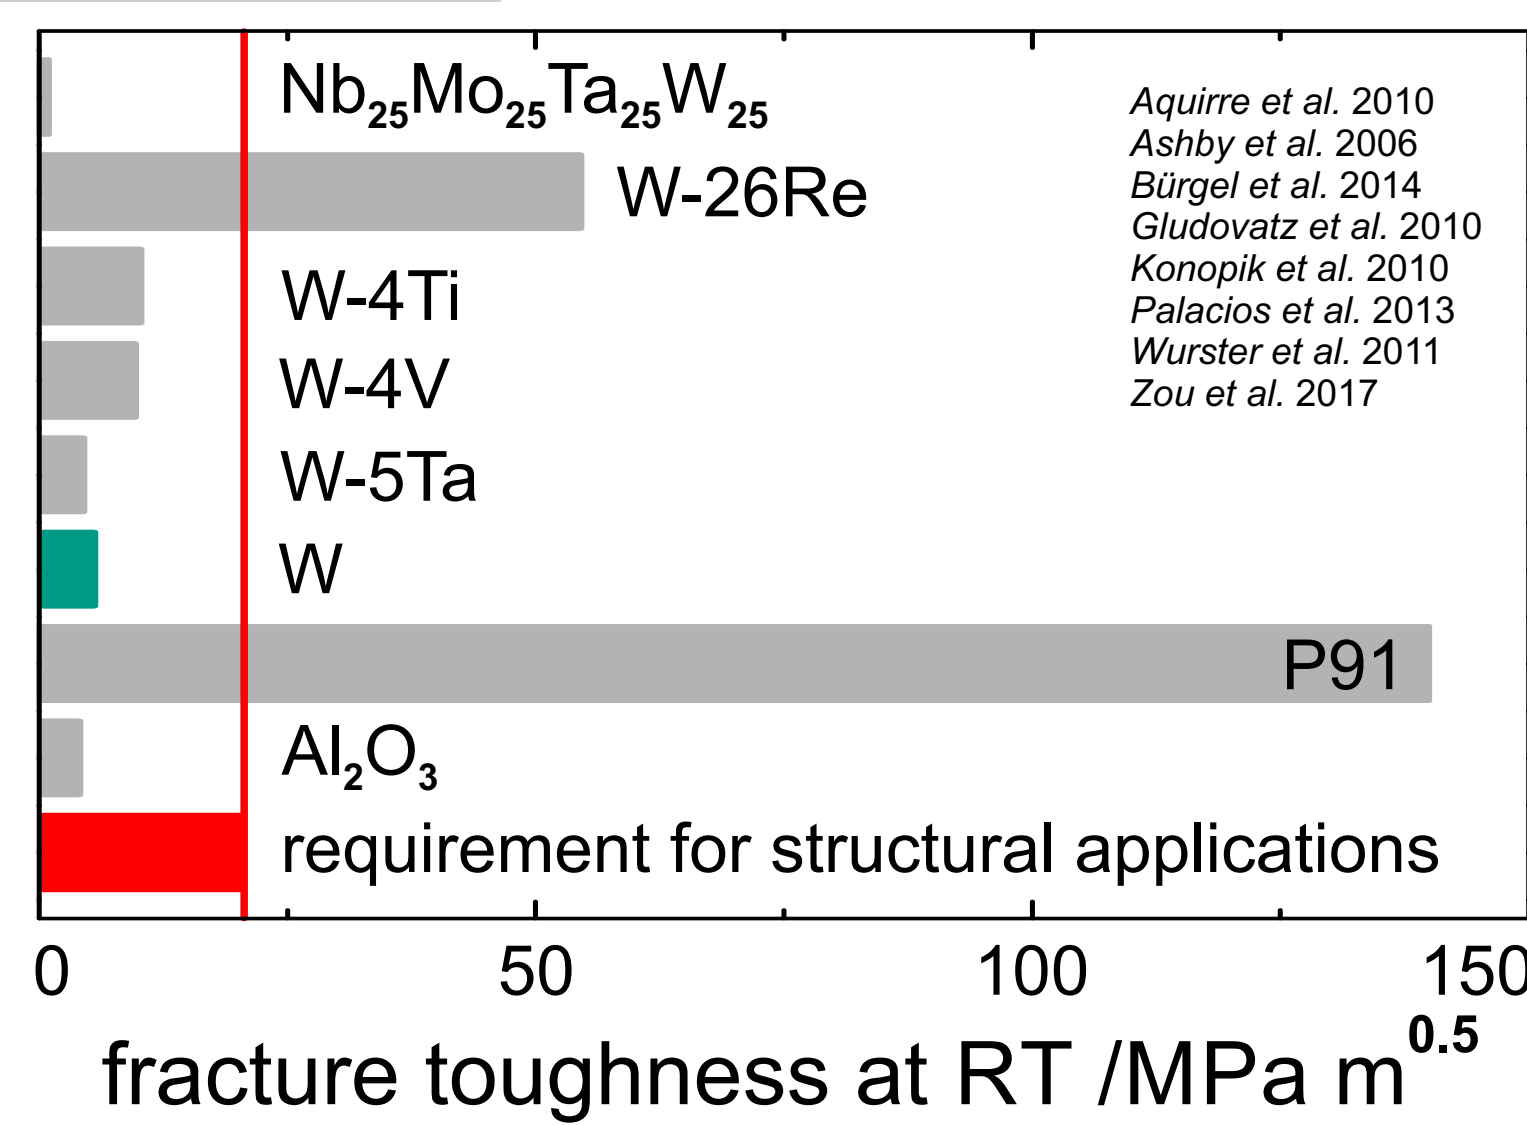 Nb₂₅Mo₂₅Ta₂₅W₂₅
W-26Re
W-4Ti
W-4V
W-5Ta
W
P91
Al₂O₃
requirement for structural applications
Aquirre et al. 2010
Ashby et al. 2006
Bürgel et al. 2014
Gludovatz et al. 2010
Konopik et al. 2010
Palacios et al. 2013
Wurster et al. 2011
Zou et al. 2017
0 50 100 150
fracture toughness at RT /MPa m⁰·⁵